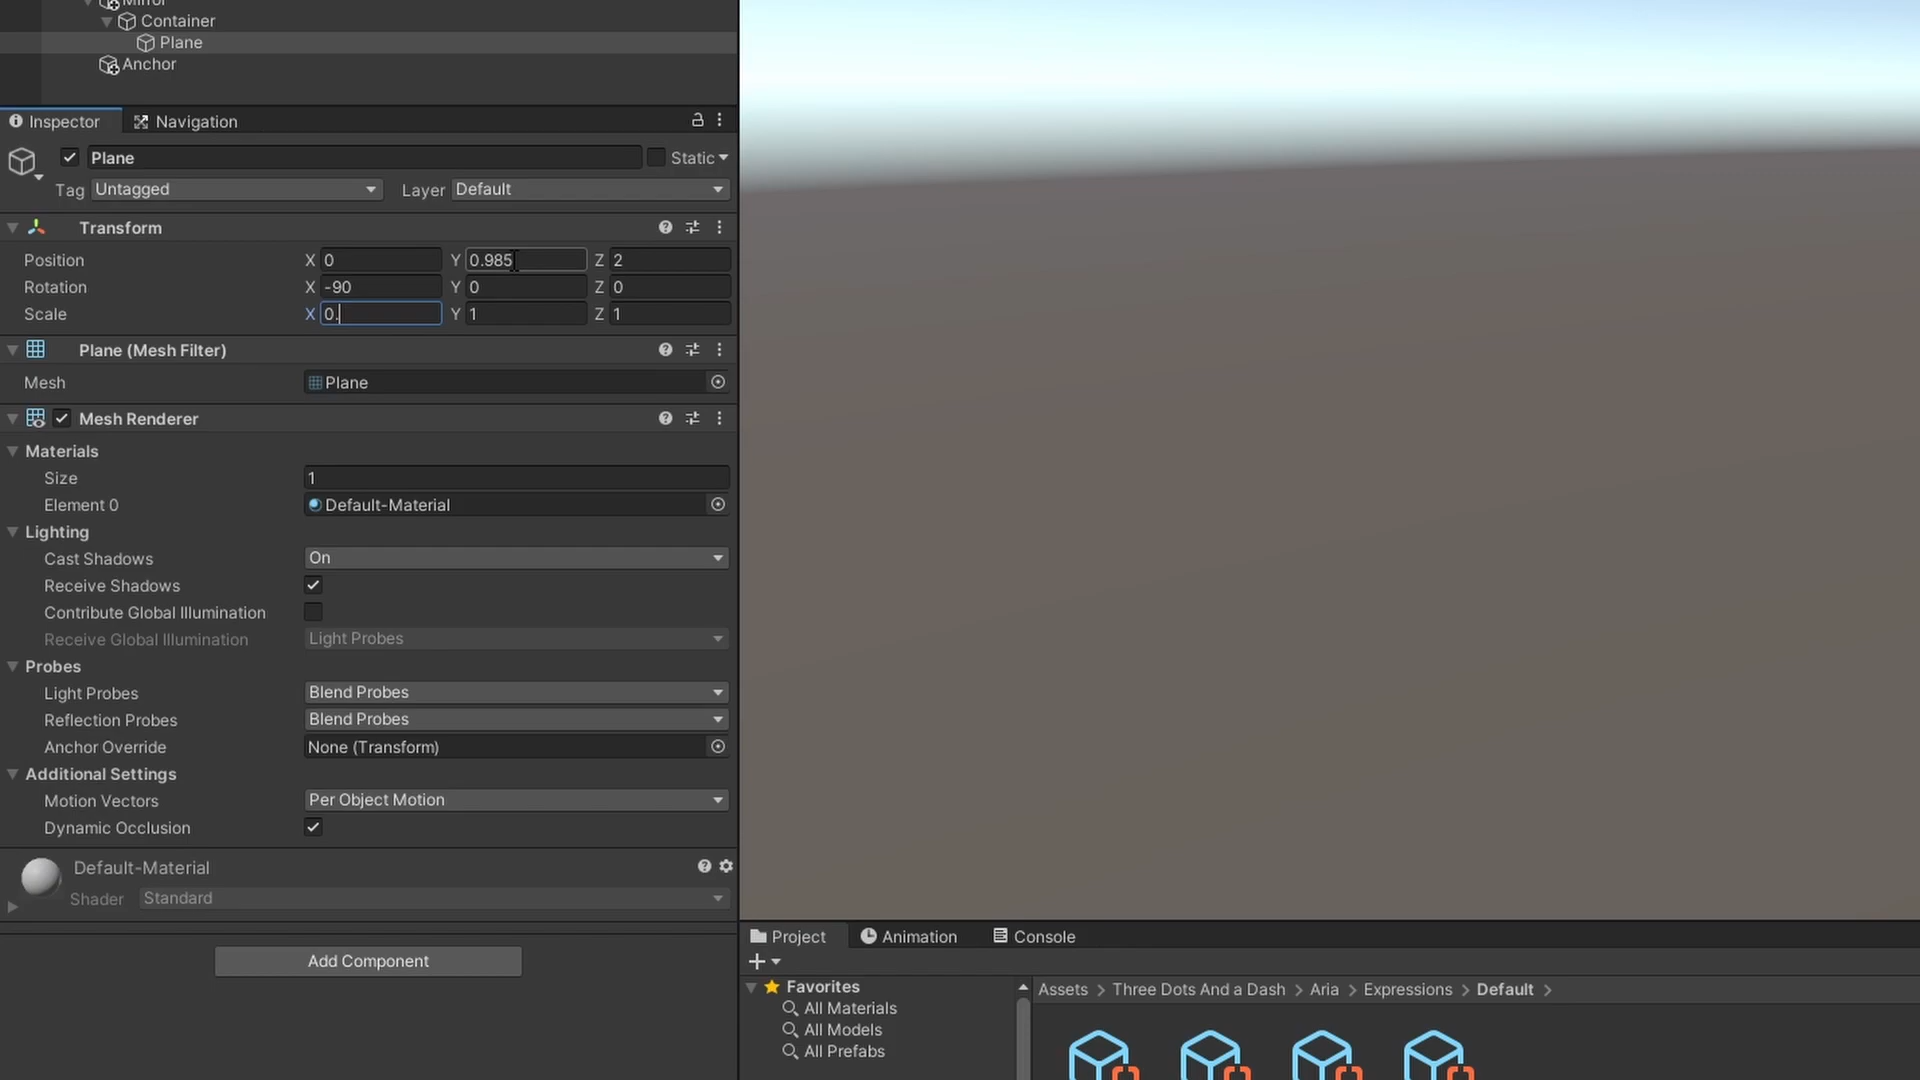 Mirror
Container
Plane
Anchor
Inspector
Navigation
Plane
Static
Tag Untagged Layer Default
Transform
Position X 0 Y 0.985 Z 2
Rotation X -90 Y 0 Z 0
Scale X 0. Y 1 Z 1
Plane (Mesh Filter)
Mesh Plane
Mesh Renderer
Materials
Size 1
Element 0 Default-Material
Lighting
Cast Shadows On
Receive Shadows
Contribute Global Illumination
Receive Global Illumination Light Probes
Probes
Light Probes Blend Probes
Reflection Probes Blend Probes
Anchor Override None (Transform)
Additional Settings
Motion Vectors Per Object Motion
Dynamic Occlusion
Default-Material
Shader Standard
Add Component
Project Animation Console
Favorites
All Materials
All Models
All Prefabs
Assets > Three Dots And a Dash > Aria > Expressions > Default >